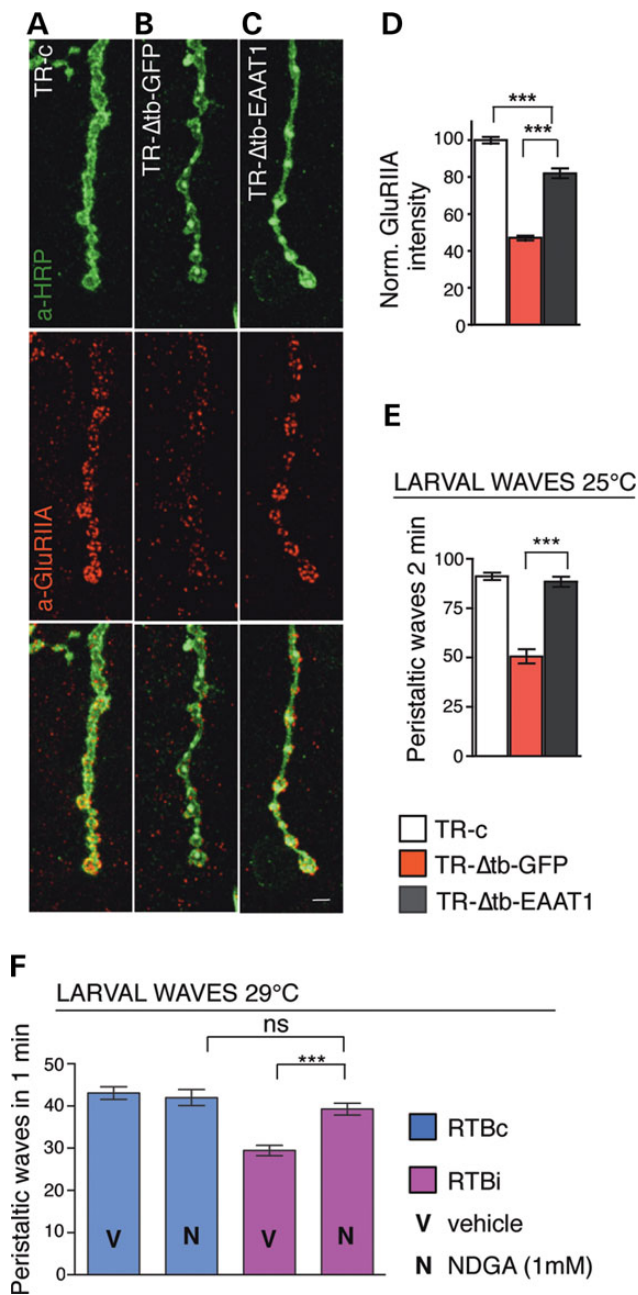 A B C
TR-c
TR-Δtb-GFP
TR-Δtb-EAAT1
a-HRP
a-GluRIIA
D
***
***
100
80
60
40
20
0
Norm. GluRIIA
intensity
E
LARVAL WAVES 25°C
***
100
75
50
25
0
Peristaltic waves 2 min
TR-c
TR-Δtb-GFP
TR-Δtb-EAAT1
F
LARVAL WAVES 29°C
ns
***
50
40
30
20
10
0
Peristaltic waves in 1 min
V N V N
RTBc
RTBi
V vehicle
N NDGA (1mM)